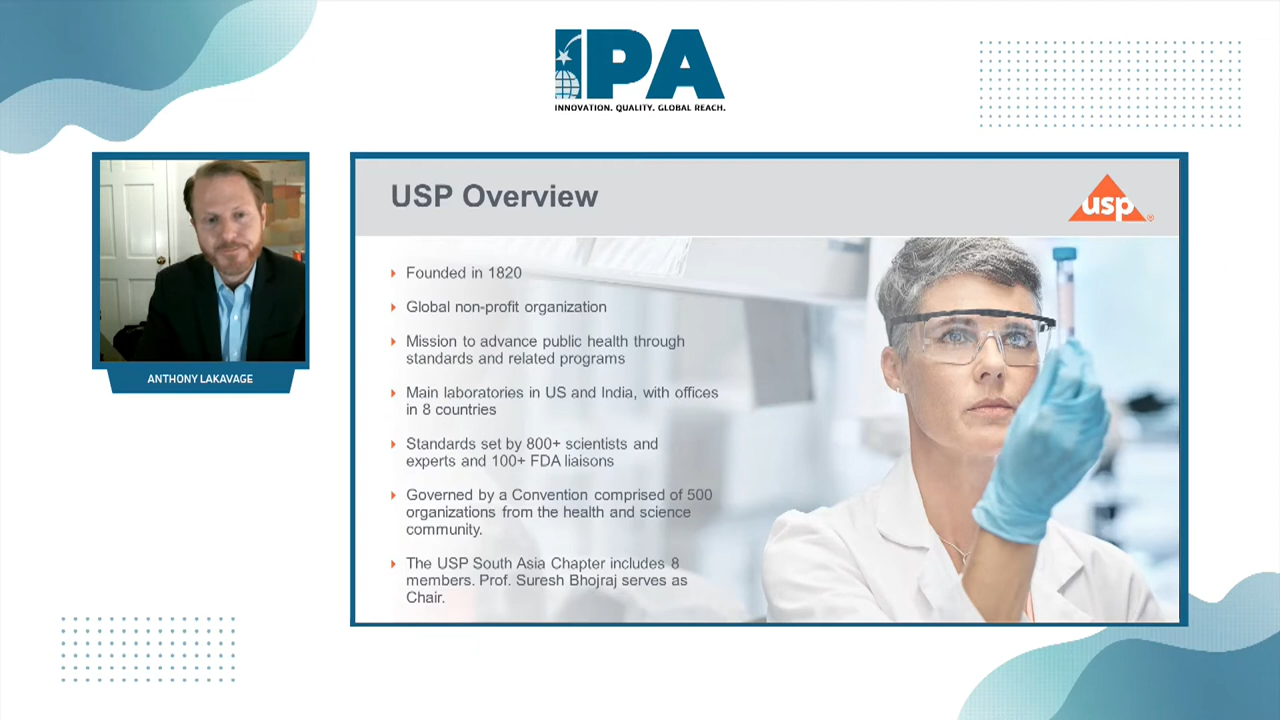 IPA
INNOVATION. QUALITY. GLOBAL REACH.
ANTHONY LAKAVAGE
USP Overview
usp®
Founded in 1820
Global non-profit organization
Mission to advance public health through
standards and related programs
Main laboratories in US and India, with offices
in 8 countries
Standards set by 800+ scientists and
experts and 100+ FDA liaisons
Governed by a Convention comprised of 500
organizations from the health and science
community.
The USP South Asia Chapter includes 8
members. Prof. Suresh Bhojraj serves as
Chair.